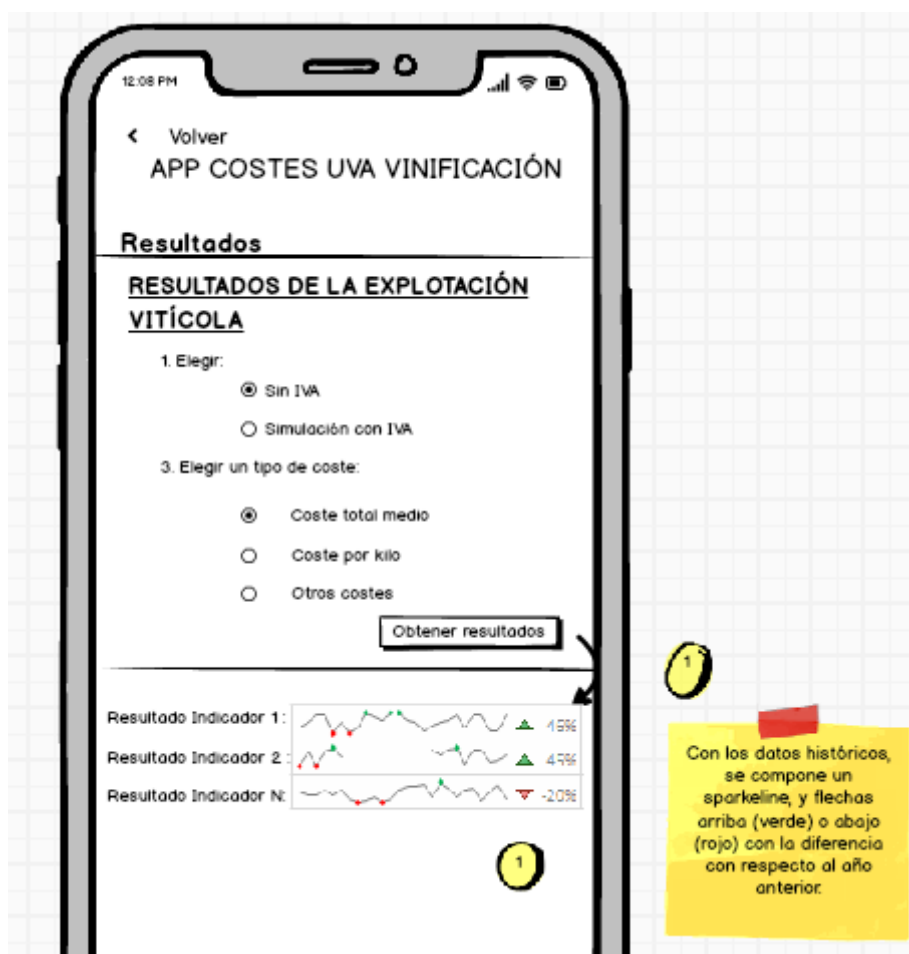 12:08 PM
Volver
APP COSTES UVA VINIFICACIÓN
Resultados
RESULTADOS DE LA EXPLOTACIÓN
VITÍCOLA
1. Elegir:
Sin IVA
Simulación con IVA
3. Elegir un tipo de coste:
Coste total medio
Coste por kilo
Otros costes
Obtener resultados
Resultado Indicador 1:
Resultado Indicador 2 :
45%
Resultado Indicador N:
-20%
1
1
Con los datos históricos,
se compone un
sparkeline, y flechas
arriba (verde) o abajo
(rojo) con la diferencia
con respecto al año
anterior.